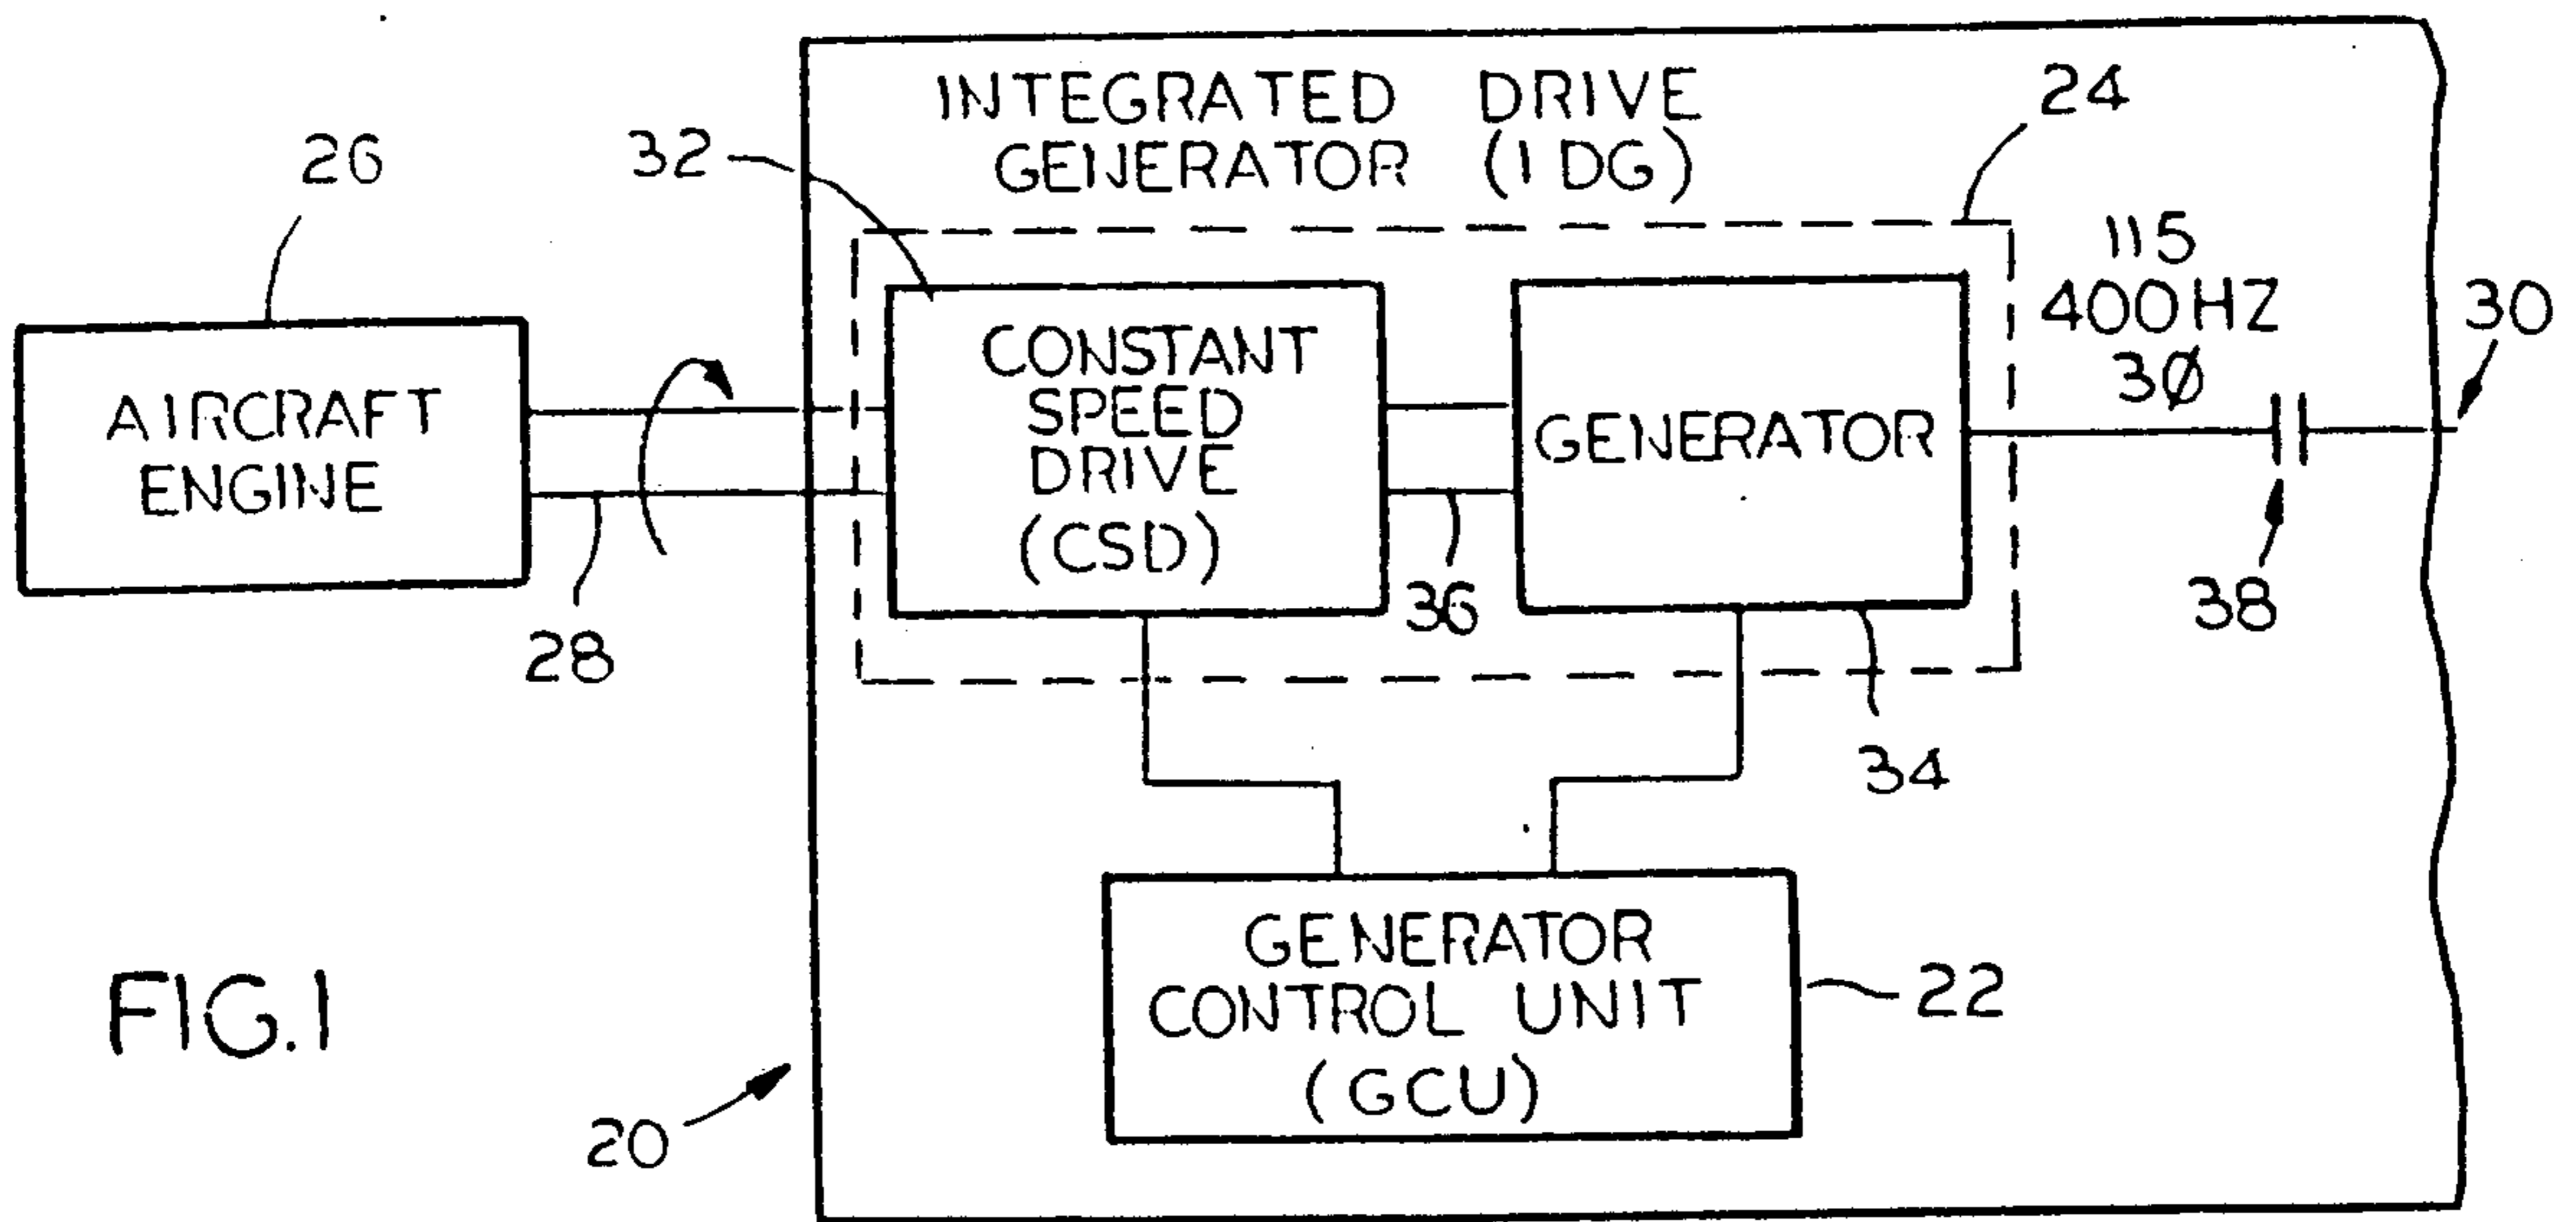 INTEGRATED DRIVE
GENERATOR (IDG)
24
26
32
115
400HZ
3Ø
30
AIRCRAFT
ENGINE
CONSTANT
SPEED
DRIVE
(CSD)
GENERATOR
28
36
38
34
GENERATOR
CONTROL UNIT
(GCU)
22
FIG.1
20